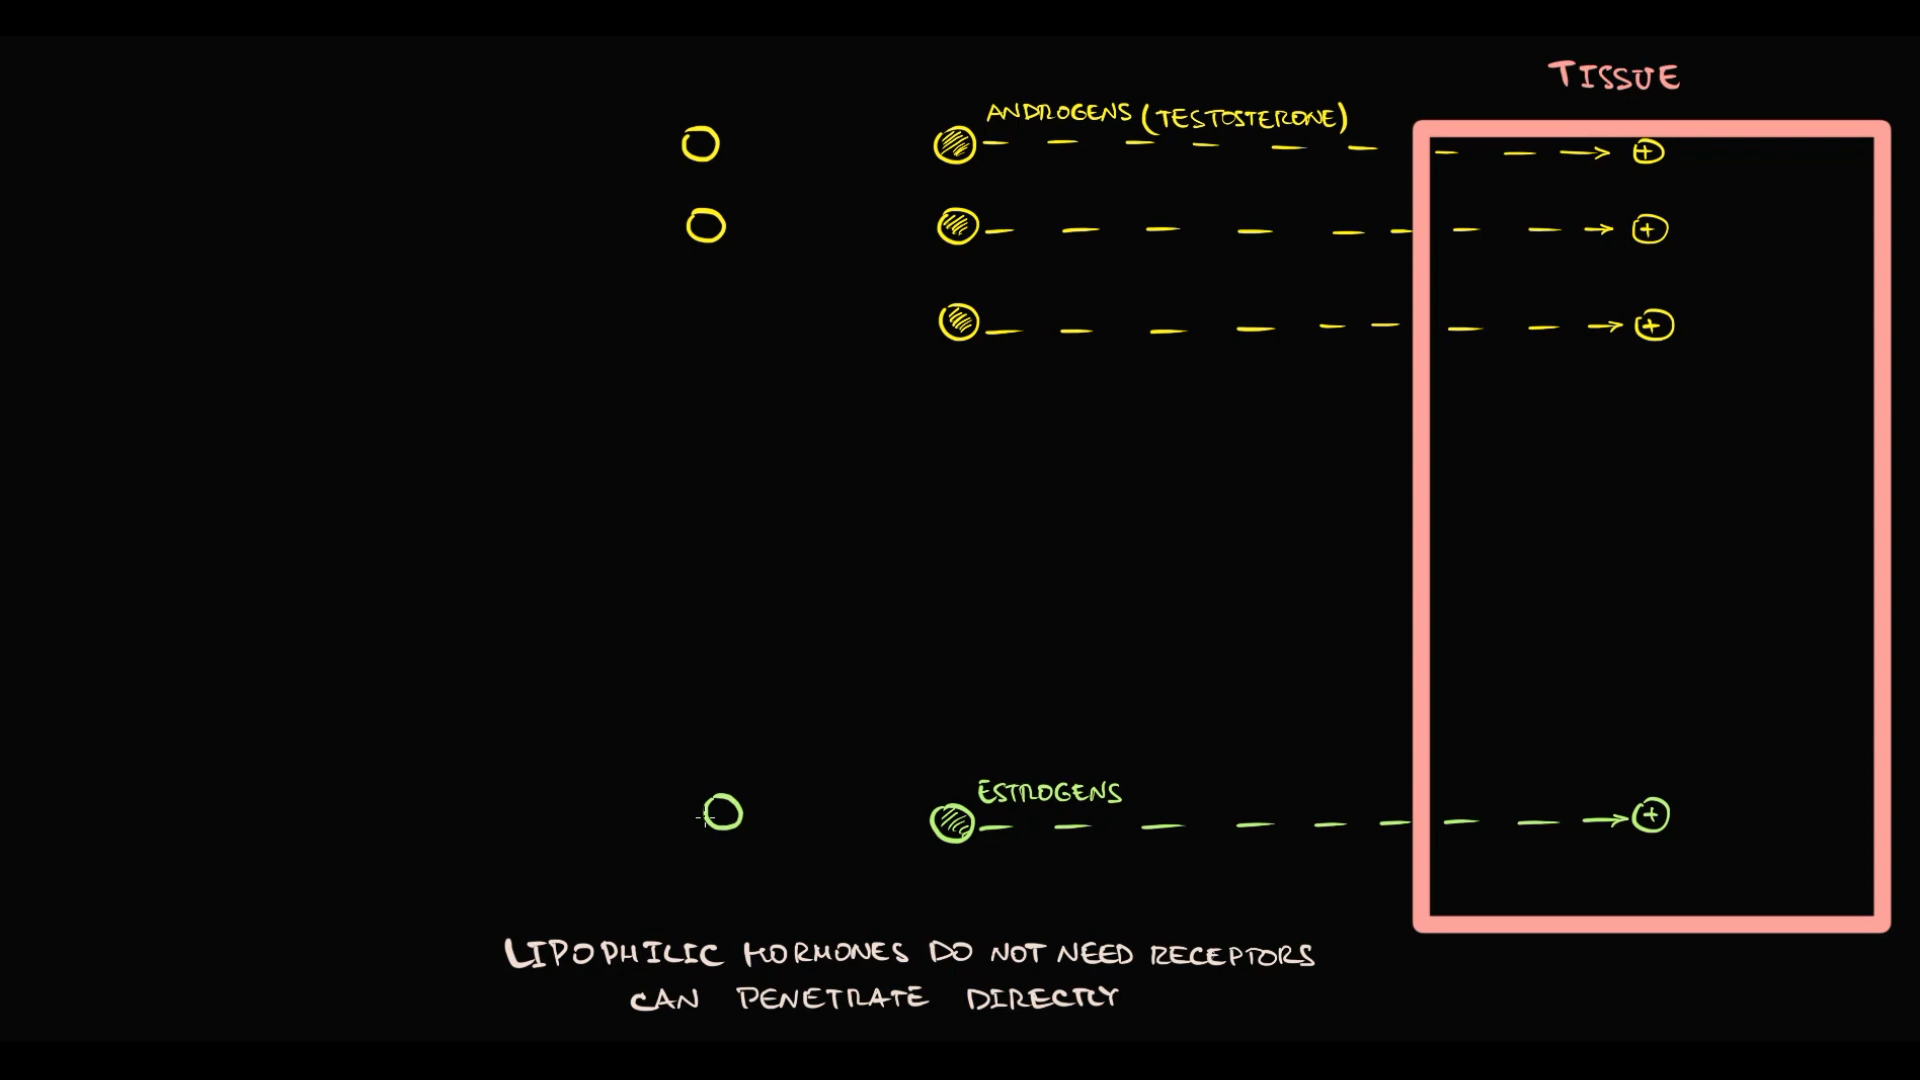 TISSUE
ANDROGENS (TESTOSTERONE)
ESTROGENS
LIPOPHILIC HORMONES DO NOT NEED RECEPTORS
CAN PENETRATE DIRECTLY